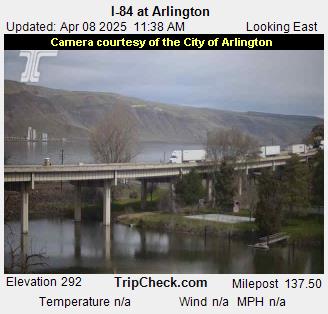 I-84 at Arlington
Updated: Apr 08 2025 11:38 AM Looking East
Camera courtesy of the City of Arlington
Elevation 292 TripCheck.com Milepost 137.50
Temperature n/a Wind n/a MPH n/a